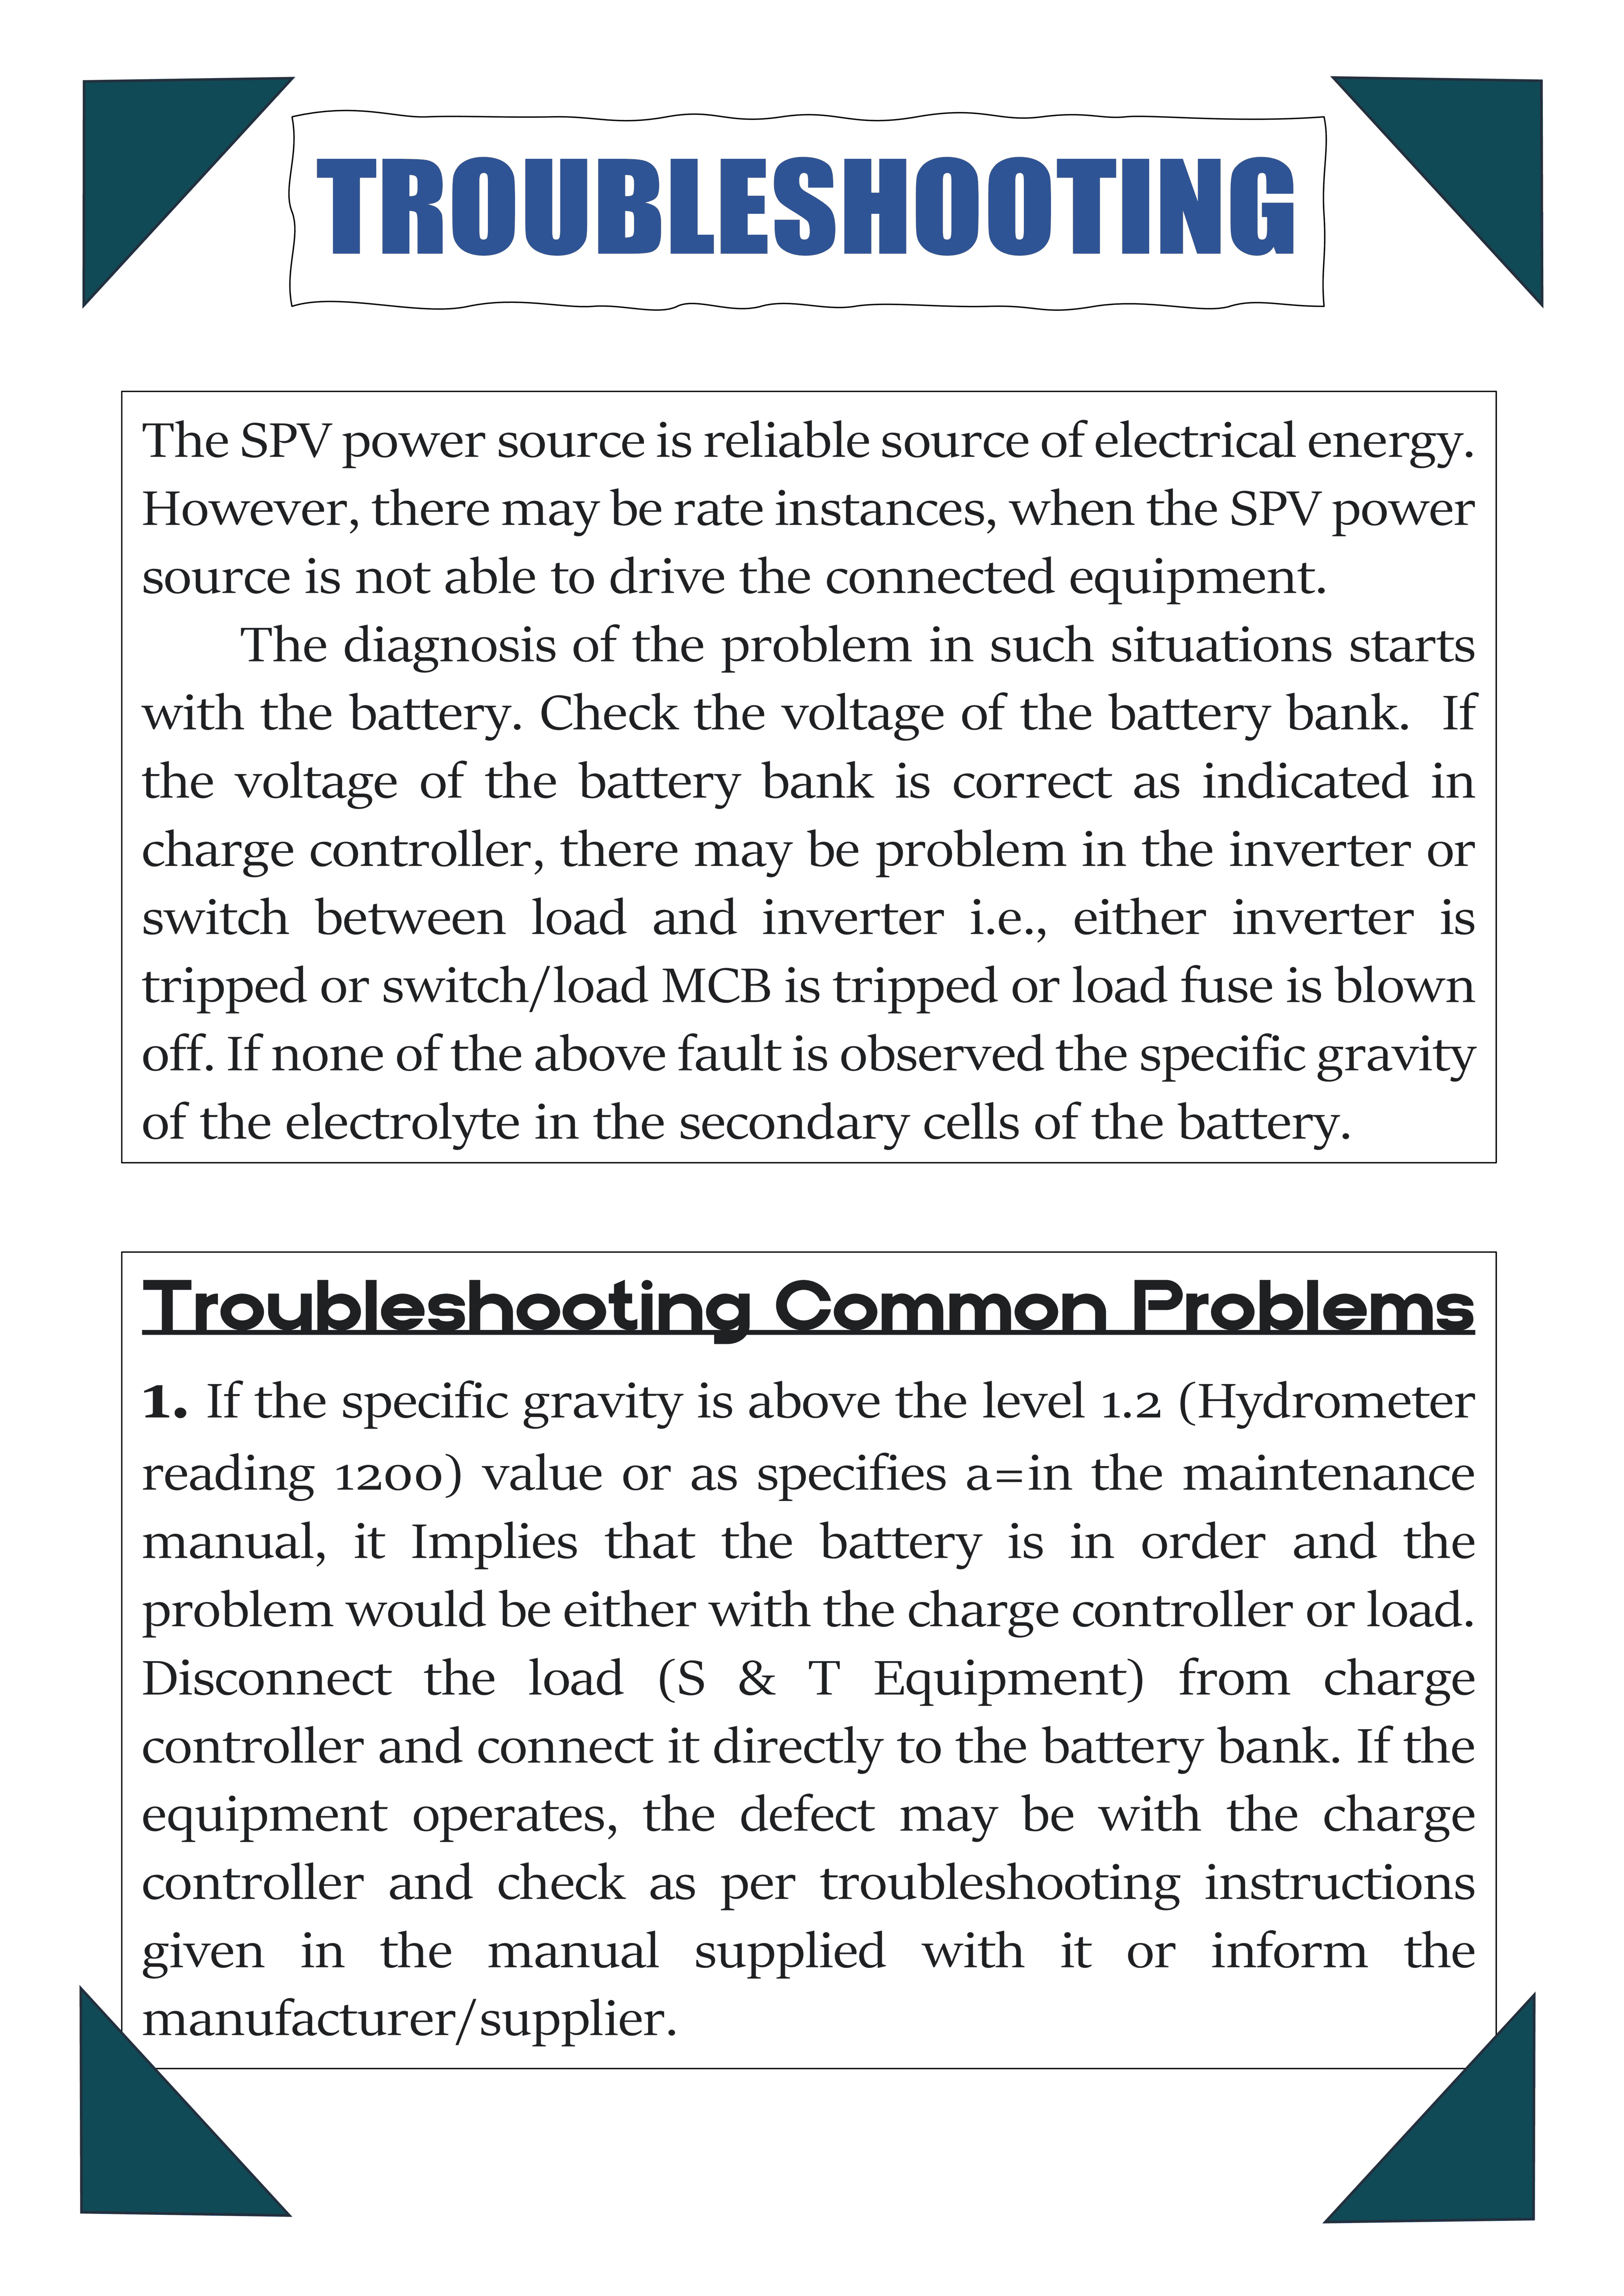 TROUBLESHOOTING
The SPV power source is reliable source of electrical energy.
However, there may be rate instances, when the SPV power
source is not able to drive the connected equipment.
The diagnosis of the problem in such situations starts
with the battery. Check the voltage of the battery bank. If
the voltage of the battery bank is correct as indicated in
charge controller, there may be problem in the inverter or
switch between load and inverter i.e., either inverter is
tripped or switch/load MCB is tripped or load fuse is blown
off. If none of the above fault is observed the specific gravity
of the electrolyte in the secondary cells of the battery.
Troubleshooting Common Problems
1. If the specific gravity is above the level 1.2 (Hydrometer
reading 1200) value or as specifies a=in the maintenance
manual, it Implies that the battery is in order and the
problem would be either with the charge controller or load.
Disconnect the load (S & T Equipment) from charge
controller and connect it directly to the battery bank. If the
equipment operates, the defect may be with the charge
controller and check as per troubleshooting instructions
given in the manual supplied with it or inform the
manufacturer/supplier.